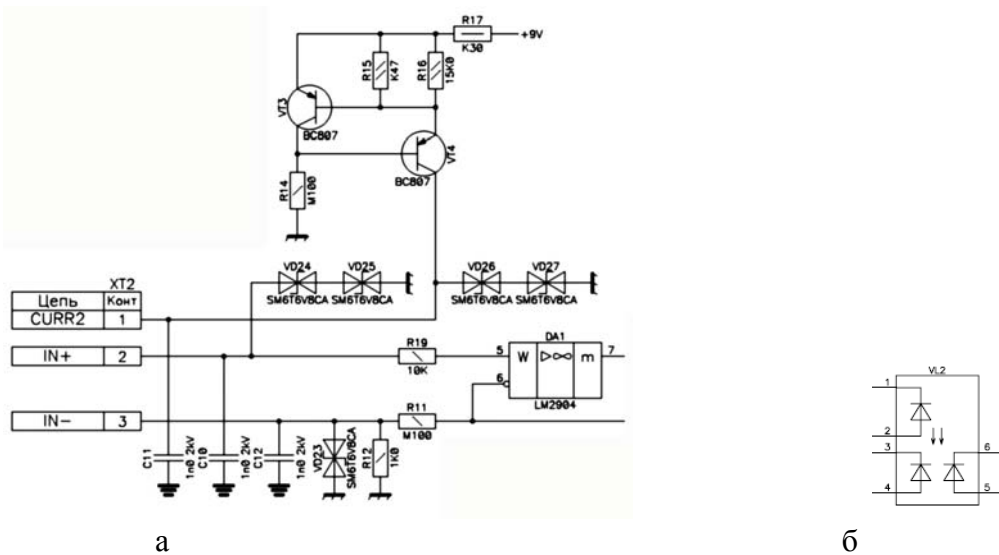 R17
K30
+9V
R15
K47
R16
15K0
VT3
BC807
VT4
BC807
R14
M100
VD24
VD25
VD26
VD27
SM6T6V8CA
SM6T6V8CA
SM6T6V8CA
SM6T6V8CA
XT2
Цепь
Конт
CURR2
1
IN+
2
IN-
3
R19
10K
5
6
DA1
W
▷∞
m
7
LM2904
R11
M100
C11
1n0 2kV
C10
1n0 2kV
C12
1n0 2kV
VD23
SM6T6V8CA
R12
1K0
VL2
1
2
3
4
6
5
а
б